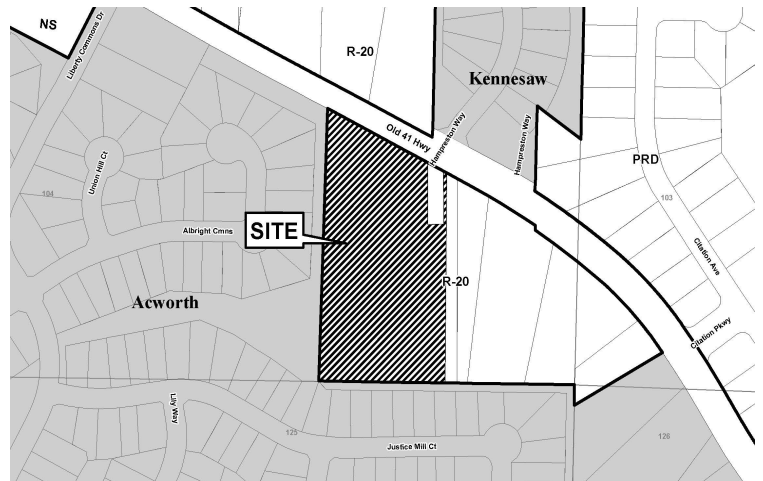 NS
Liberty Commons Dr
R-20
Kennesaw
Old 41 Hwy
Hampreston Way
Hampreston Way
PRD
Union Hill Ct
104
103
Albright Cmns
SITE
Citation Ave
R-20
Acworth
Citation Pkwy
Lily Way
125
Justice Mill Ct
126